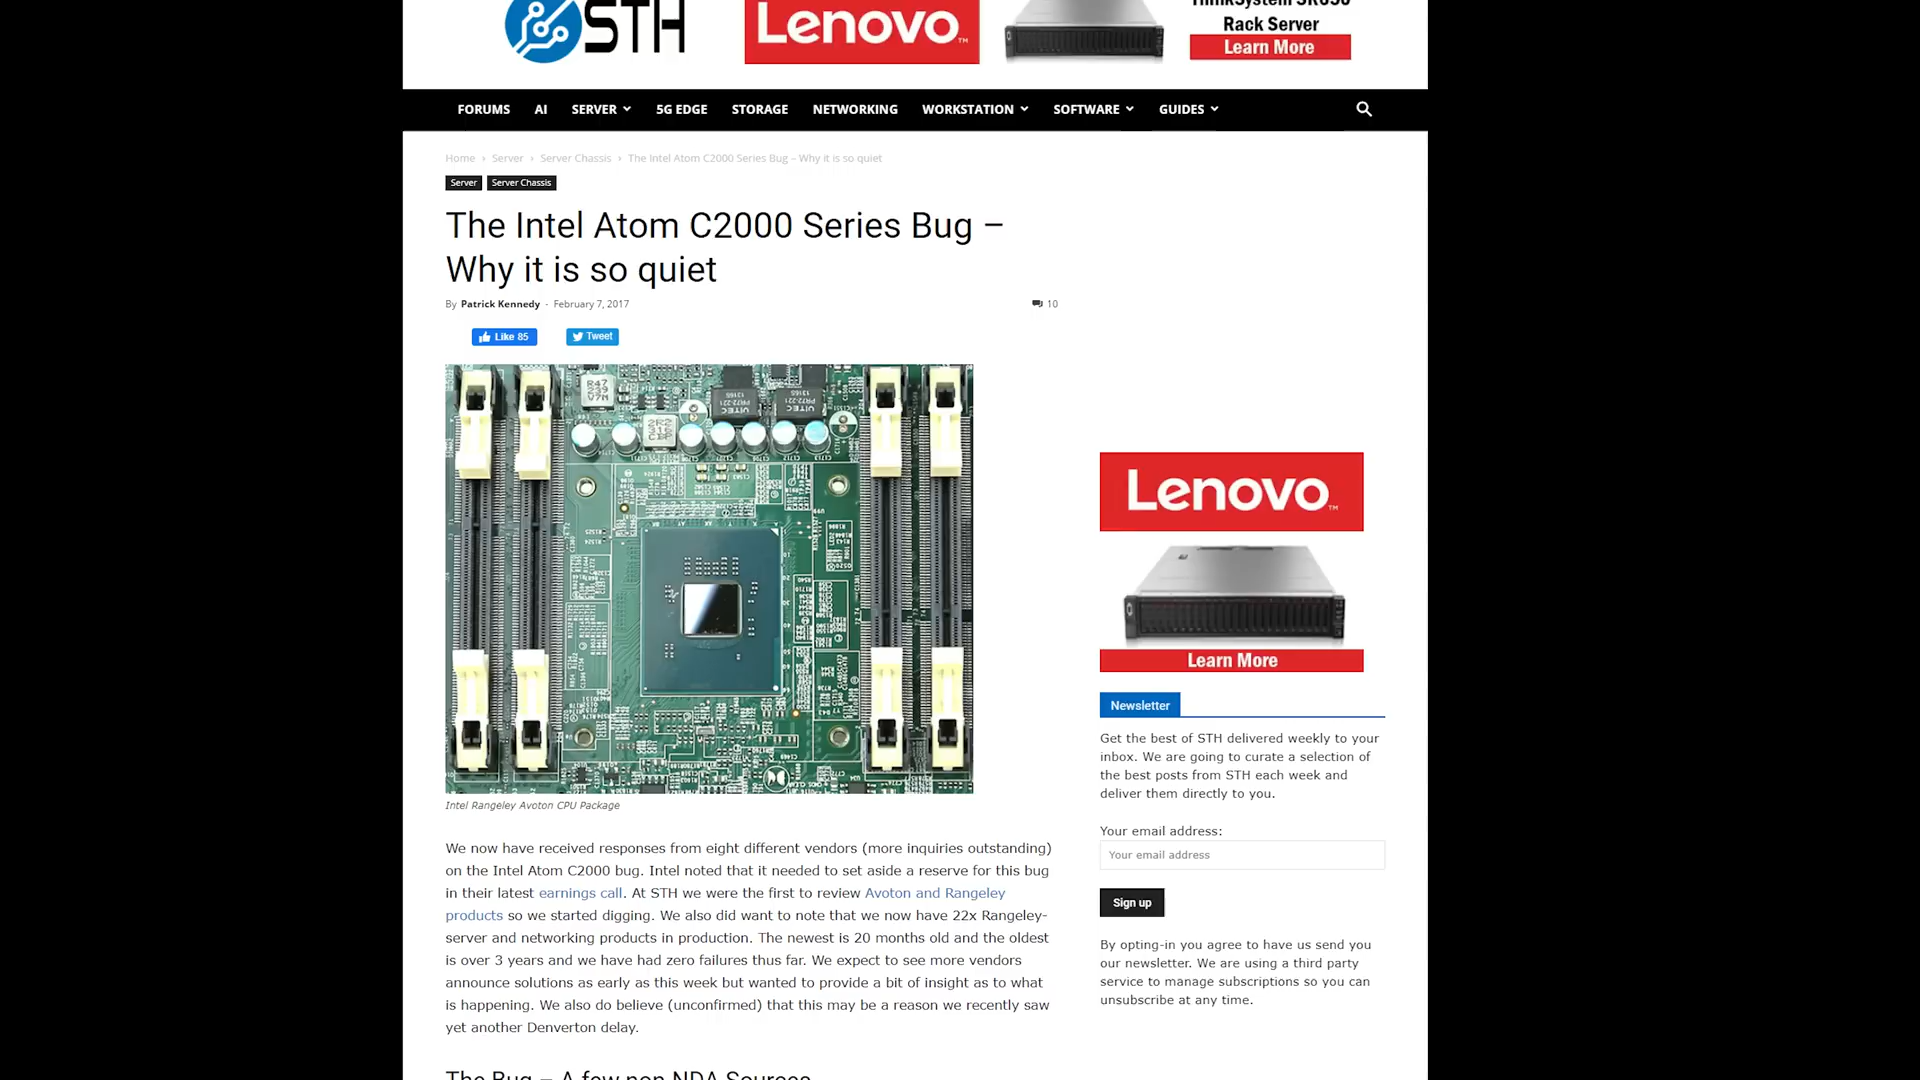 STH
Lenovo™
ThinkSystem SR650
Rack Server
Learn More
FORUMS AI SERVER 5G EDGE STORAGE NETWORKING WORKSTATION SOFTWARE GUIDES
Home › Server › Server Chassis › The Intel Atom C2000 Series Bug – Why it is so quiet
Server Server Chassis
The Intel Atom C2000 Series Bug –
Why it is so quiet
By Patrick Kennedy - February 7, 2017
10
Like 85
Tweet
Intel Rangeley Avoton CPU Package
We now have received responses from eight different vendors (more inquiries outstanding)
on the Intel Atom C2000 bug. Intel noted that it needed to set aside a reserve for this bug
in their latest earnings call. At STH we were the first to review Avoton and Rangeley
products so we started digging. We also did want to note that we now have 22x Rangeley-
server and networking products in production. The newest is 20 months old and the oldest
is over 3 years and we have had zero failures thus far. We expect to see more vendors
announce solutions as early as this week but wanted to provide a bit of insight as to what
is happening. We also do believe (unconfirmed) that this may be a reason we recently saw
yet another Denverton delay.
The Bug – A few non NDA Sources
Lenovo™
Learn More
Newsletter
Get the best of STH delivered weekly to your
inbox. We are going to curate a selection of
the best posts from STH each week and
deliver them directly to you.
Your email address:
Your email address
Sign up
By opting-in you agree to have us send you
our newsletter. We are using a third party
service to manage subscriptions so you can
unsubscribe at any time.